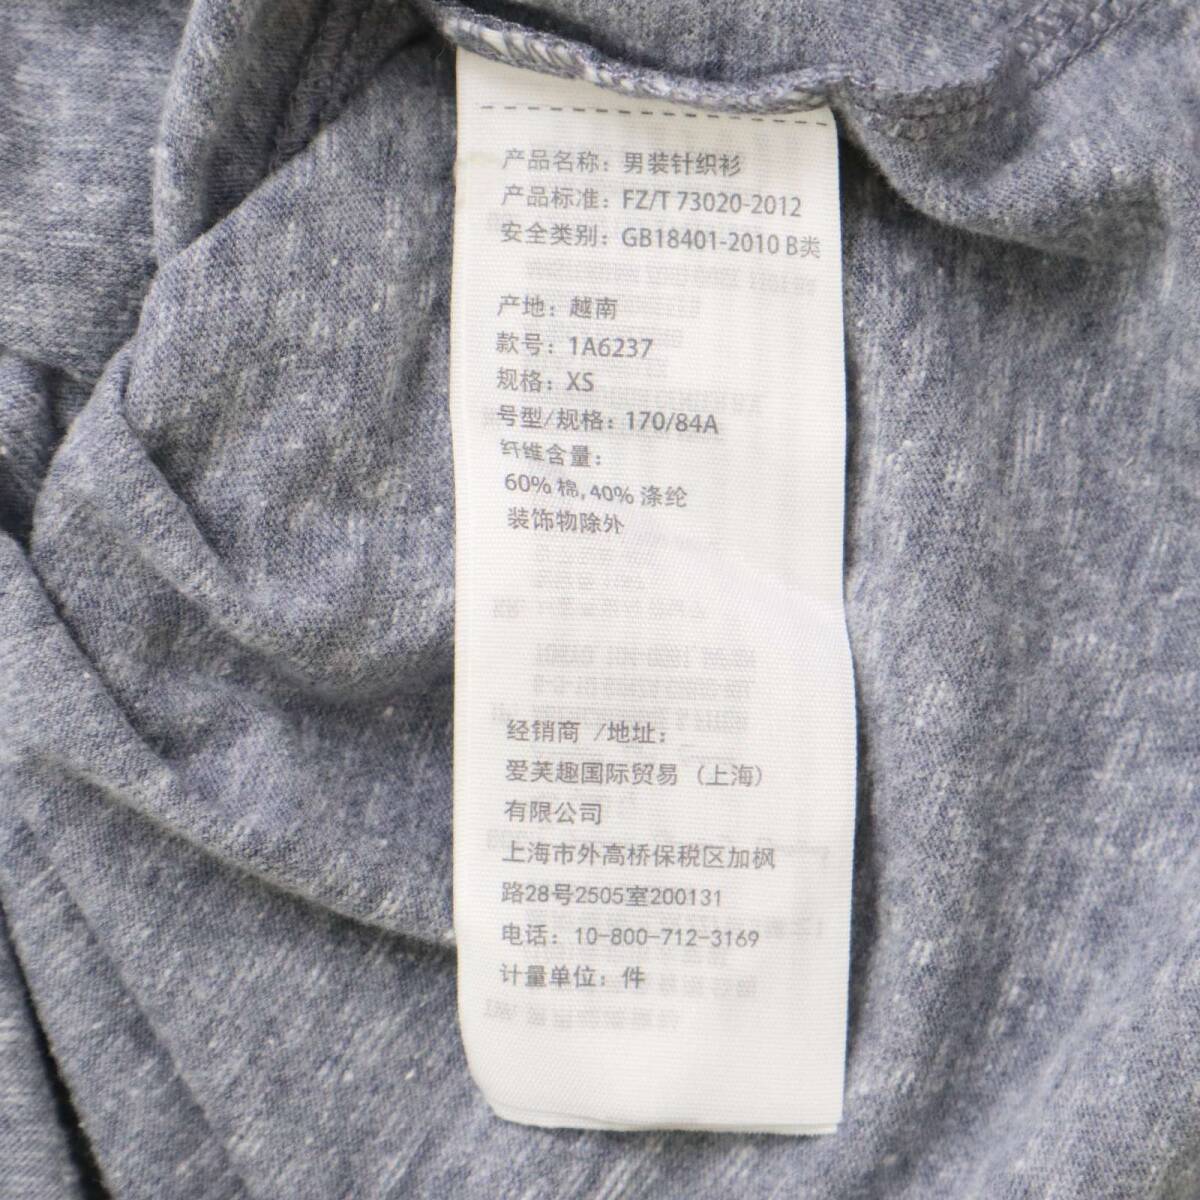 产品名称：男装针织衫
产品标准：FZ/T 73020-2012
安全类别：GB18401-2010 B类
产地：越南
款号：1A6237
规格：XS
号型/规格：170/84A
纤维含量：
60% 棉,40% 涤纶
装饰物除外
经销商 /地址：
爱芙趣国际贸易（上海）
有限公司
上海市外高桥保税区加枫
路28号2505室200131
电话：10-800-712-3169
计量单位：件